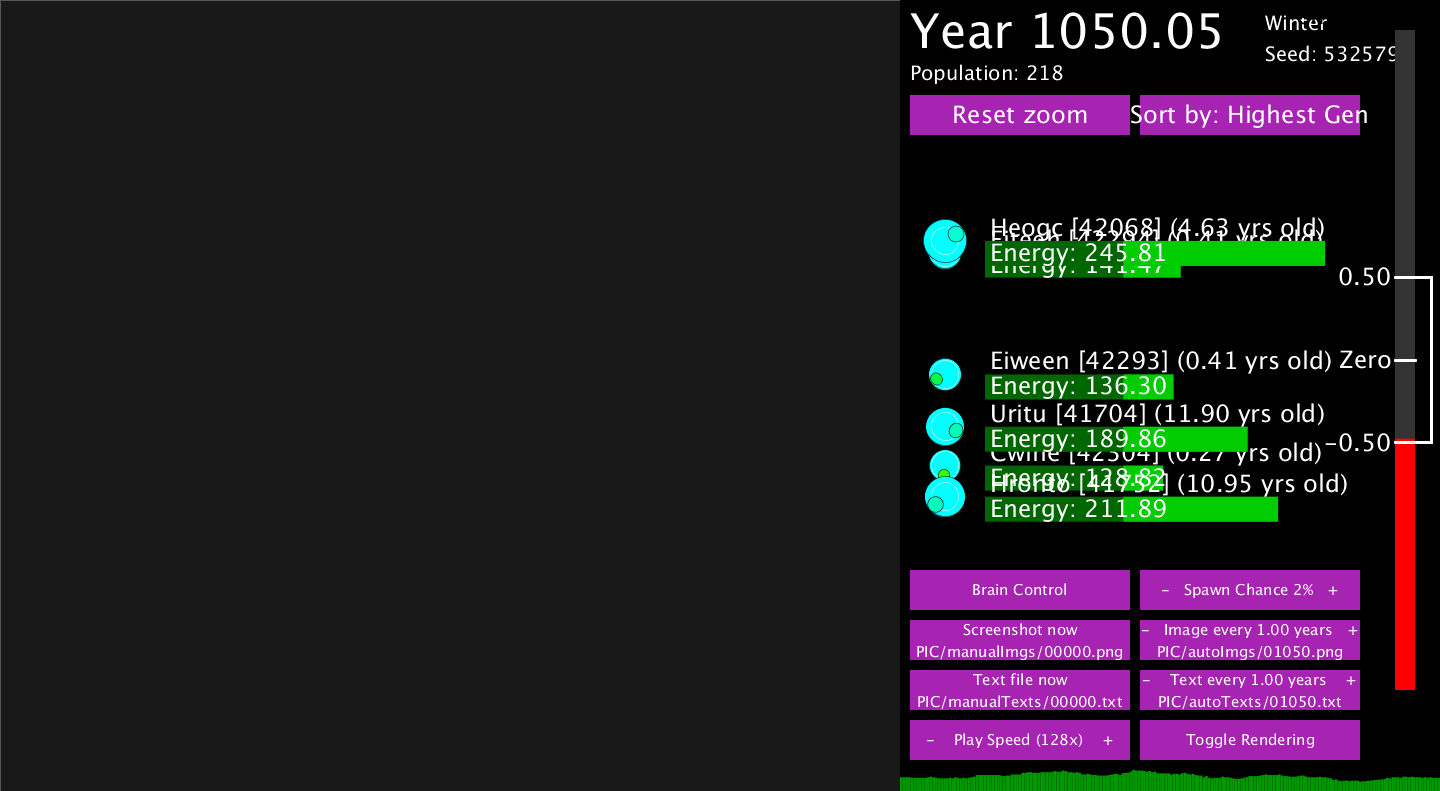 Year 1050.05
Winter
Seed: 532579
Population: 218
Reset zoom
Sort by: Highest Gen
Heogc [42068] (4.63 yrs old)
Energy: 245.81
Energy: 141.47
0.50
Eiween [42293] (0.41 yrs old)
Zero
Energy: 136.30
Uritu [41704] (11.90 yrs old)
Energy: 189.86
-0.50
Cwine [42304] (0.27 yrs old)
Energy: 128.82
Hronto [41752] (10.95 yrs old)
Energy: 211.89
Brain Control
- Spawn Chance 2% +
Screenshot now
PIC/manualImgs/00000.png
- Image every 1.00 years +
PIC/autoImgs/01050.png
Text file now
PIC/manualTexts/00000.txt
- Text every 1.00 years +
PIC/autoTexts/01050.txt
- Play Speed (128x) +
Toggle Rendering